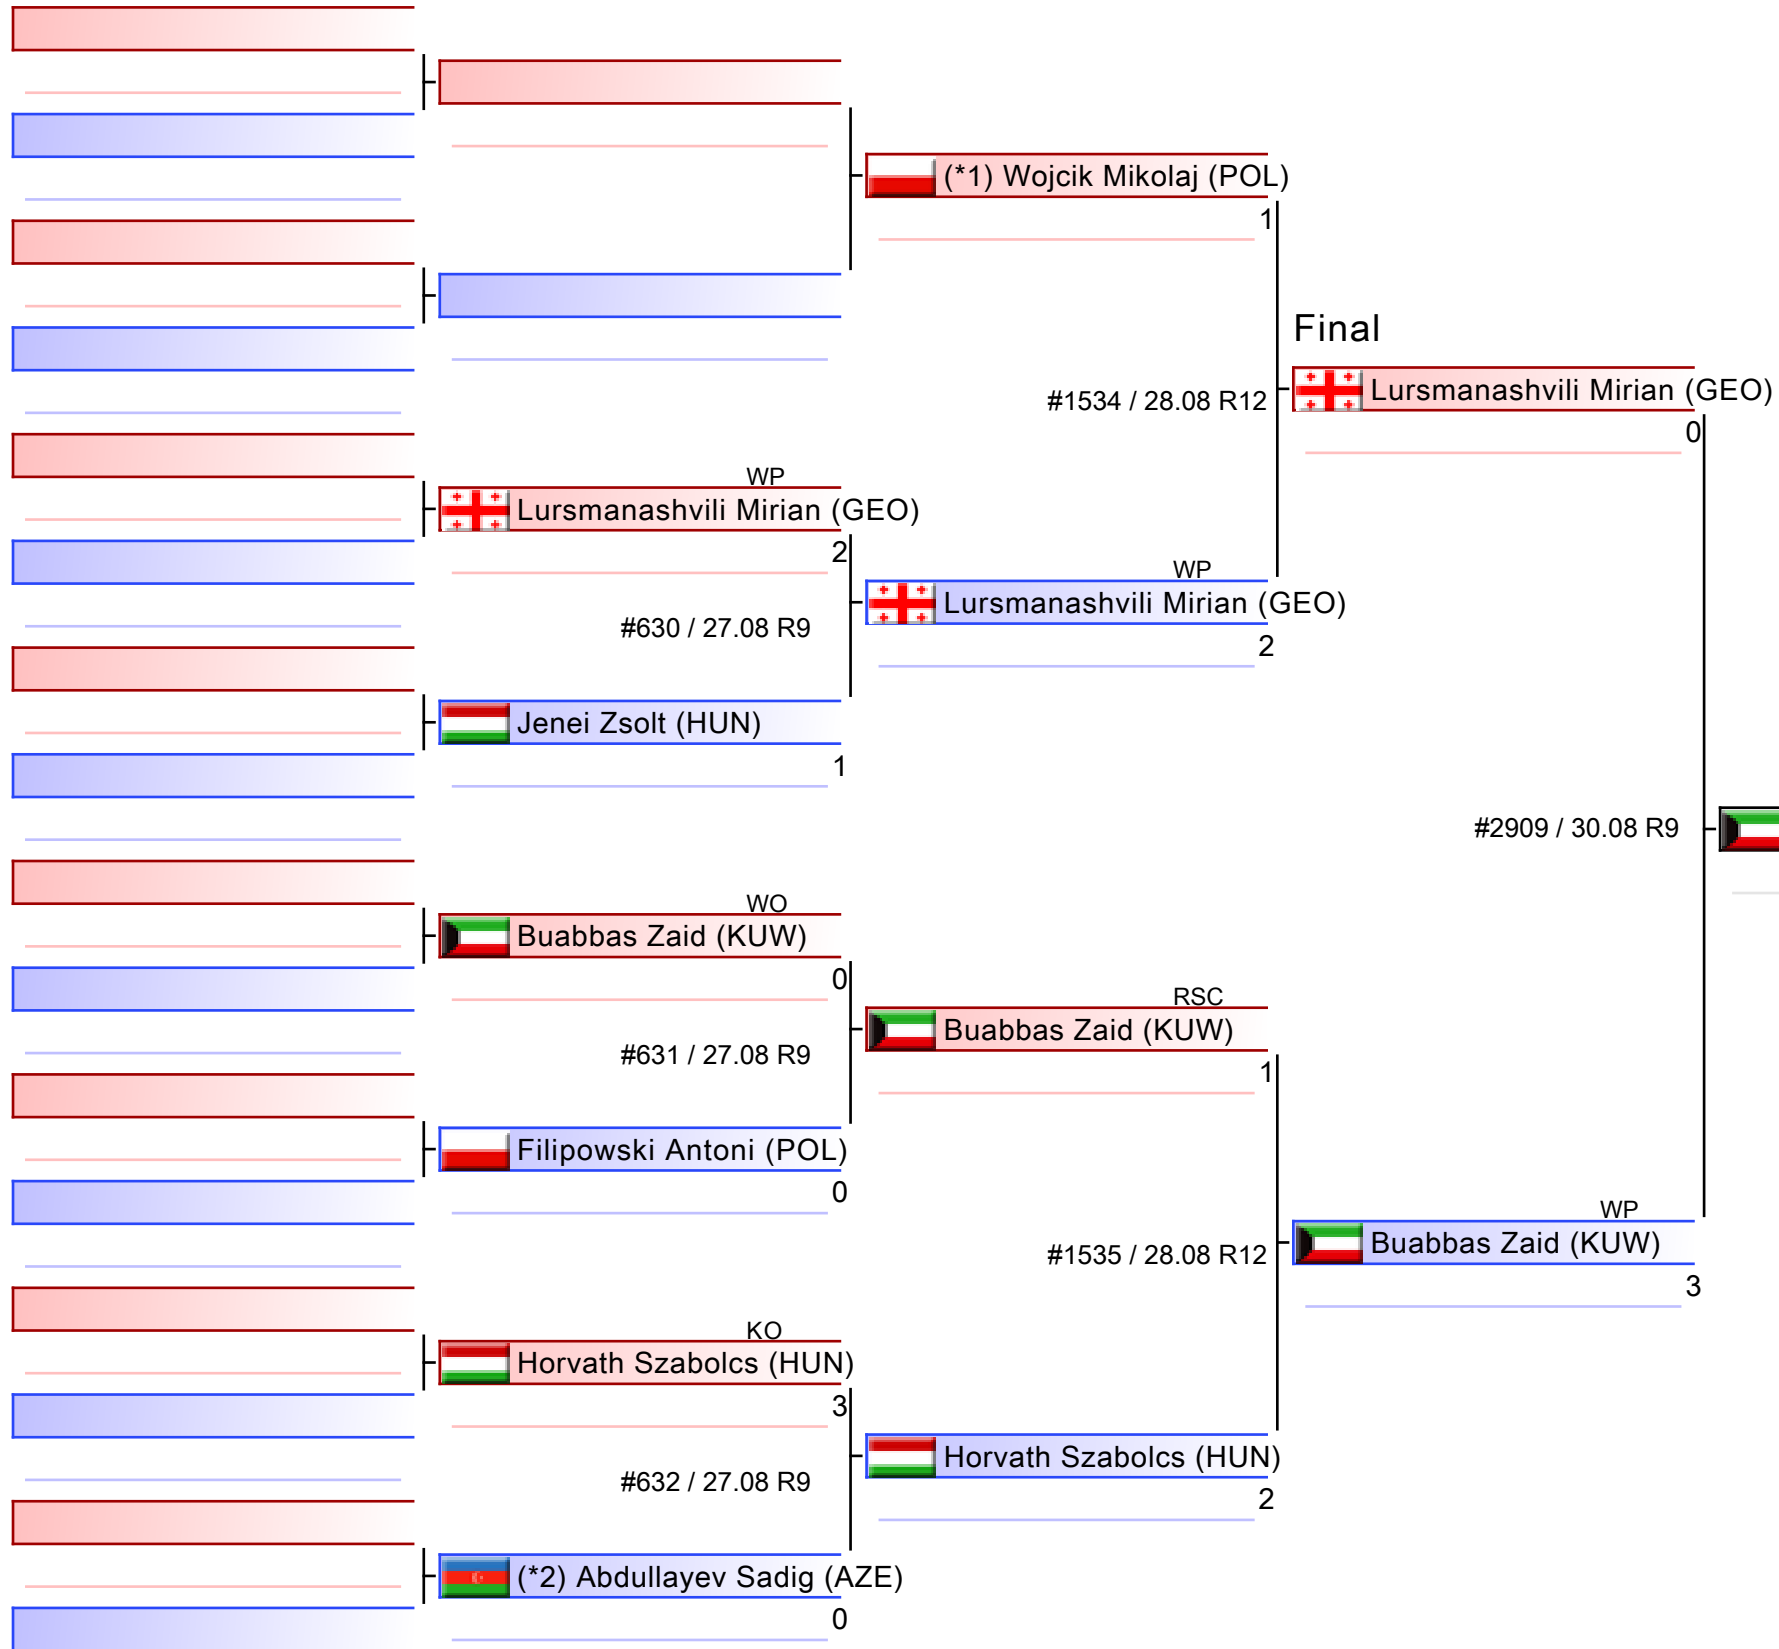 (*1) Wojcik Mikolaj (POL)
1
Final
#1534 / 28.08 R12
Lursmanashvili Mirian (GEO)
0
WP
Lursmanashvili Mirian (GEO)
2
WP
Lursmanashvili Mirian (GEO)
2
#630 / 27.08 R9
Jenei Zsolt (HUN)
1
#2909 / 30.08 R9
WO
Buabbas Zaid (KUW)
0
RSC
Buabbas Zaid (KUW)
1
#631 / 27.08 R9
Filipowski Antoni (POL)
0
WP
Buabbas Zaid (KUW)
3
#1535 / 28.08 R12
KO
Horvath Szabolcs (HUN)
3
Horvath Szabolcs (HUN)
2
#632 / 27.08 R9
(*2) Abdullayev Sadig (AZE)
0